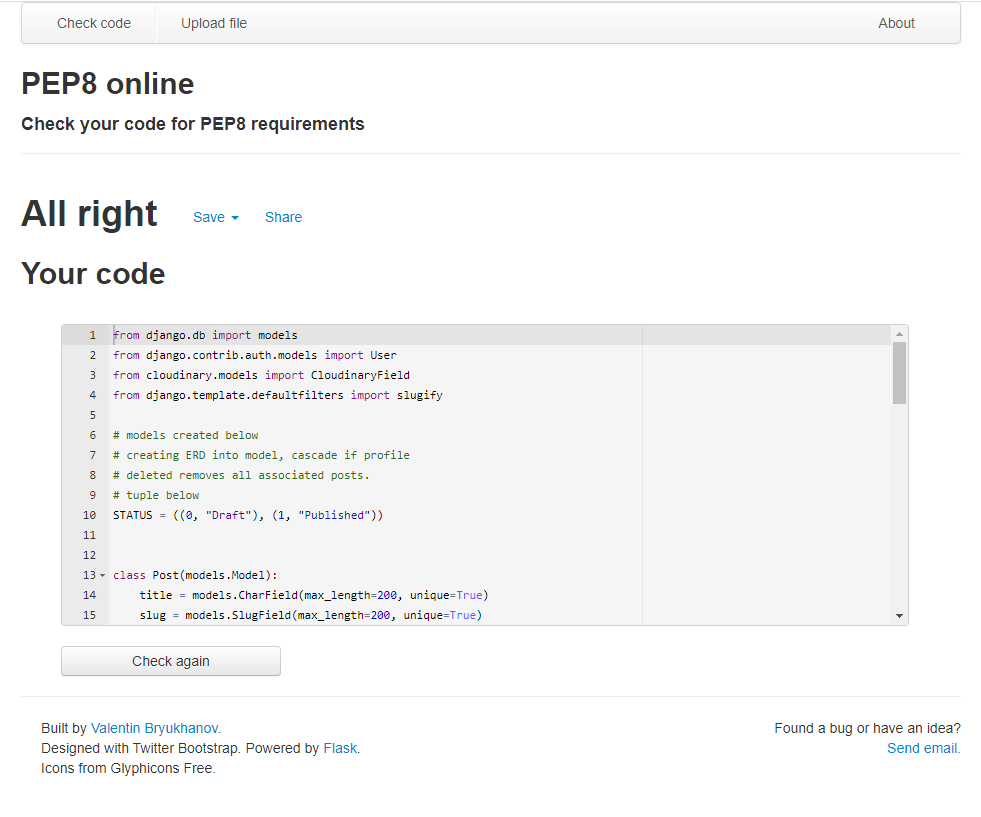 Check code Upload file About
PEP8 online
Check your code for PEP8 requirements
All right Save Share
Your code
1 from django.db import models
2 from django.contrib.auth.models import User
3 from cloudinary.models import CloudinaryField
4 from django.template.defaultfilters import slugify
5
6 # models created below
7 # creating ERD into model, cascade if profile
8 # deleted removes all associated posts.
9 # tuple below
10 STATUS = ((0, "Draft"), (1, "Published"))
11
12
13 class Post(models.Model):
14 title = models.CharField(max_length=200, unique=True)
15 slug = models.SlugField(max_length=200, unique=True)
Check again
Built by Valentin Bryukhanov. Found a bug or have an idea?
Designed with Twitter Bootstrap. Powered by Flask. Send email.
Icons from Glyphicons Free.